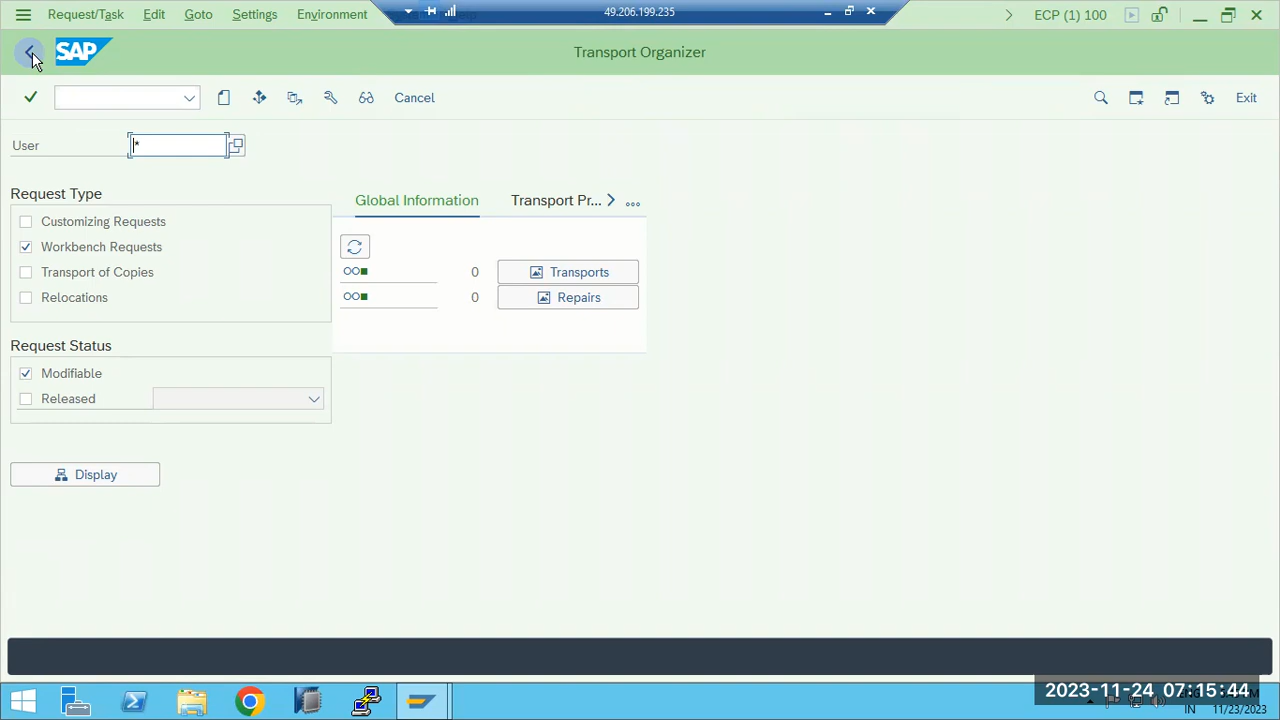 Request/Task Edit Goto Settings Environment 49.206.199.235 ECP (1) 100
SAP Transport Organizer
Cancel Exit
User *
Request Type
Global Information Transport Pr...
Customizing Requests
Workbench Requests
Transport of Copies 0 Transports
Relocations 0 Repairs
Request Status
Modifiable
Released
Display
2023-11-24 07:15:44
IN 11/23/2023